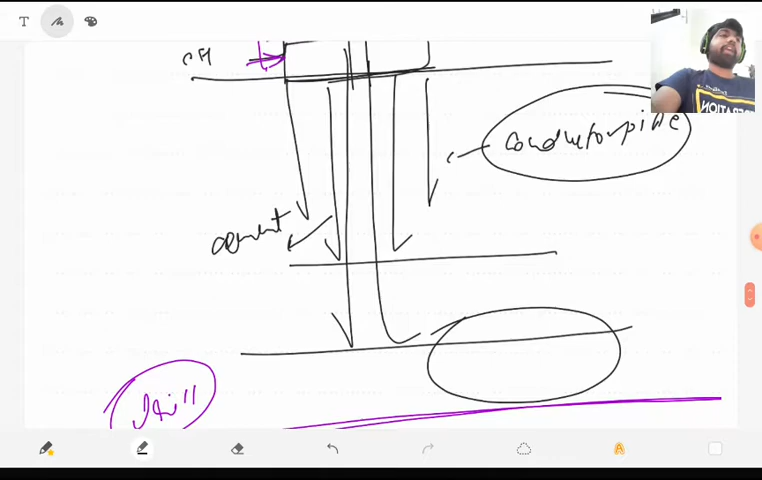 T
CH
conductor pipe
cement
Drill
A